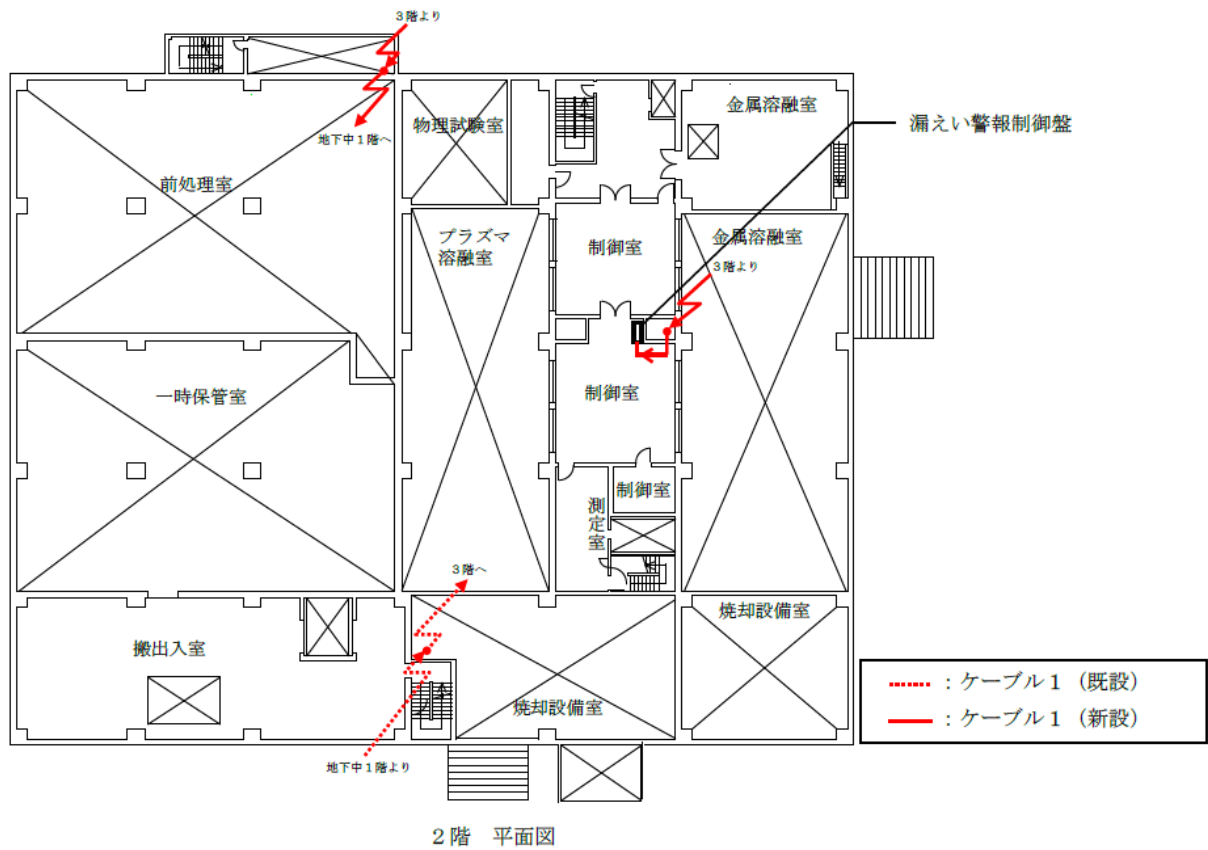 3階より
地下中1階へ
物理試験室
金属溶融室
漏えい警報制御盤
前処理室
プラズマ
溶融室
制御室
金属溶融室
3階より
一時保管室
制御室
制御室
測定室
3階へ
搬出入室
焼却設備室
焼却設備室
地下中1階より
:ケーブル1(既設)
:ケーブル1(新設)
2階 平面図